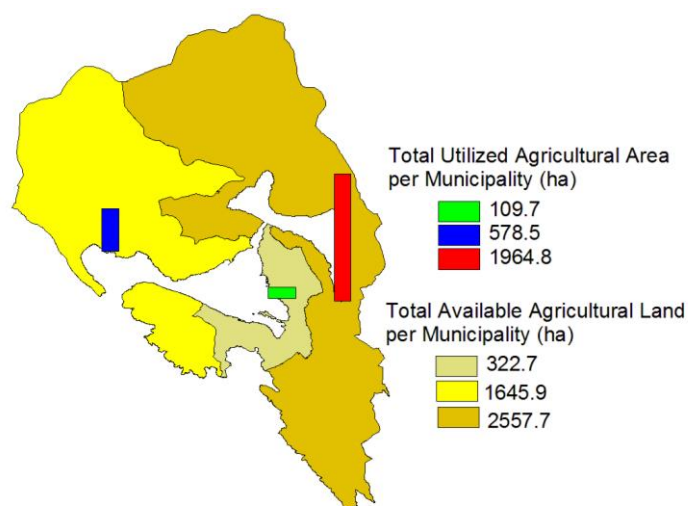 Total Utilized Agricultural Area
per Municipality (ha)
109.7
578.5
1964.8
Total Available Agricultural Land
per Municipality (ha)
322.7
1645.9
2557.7